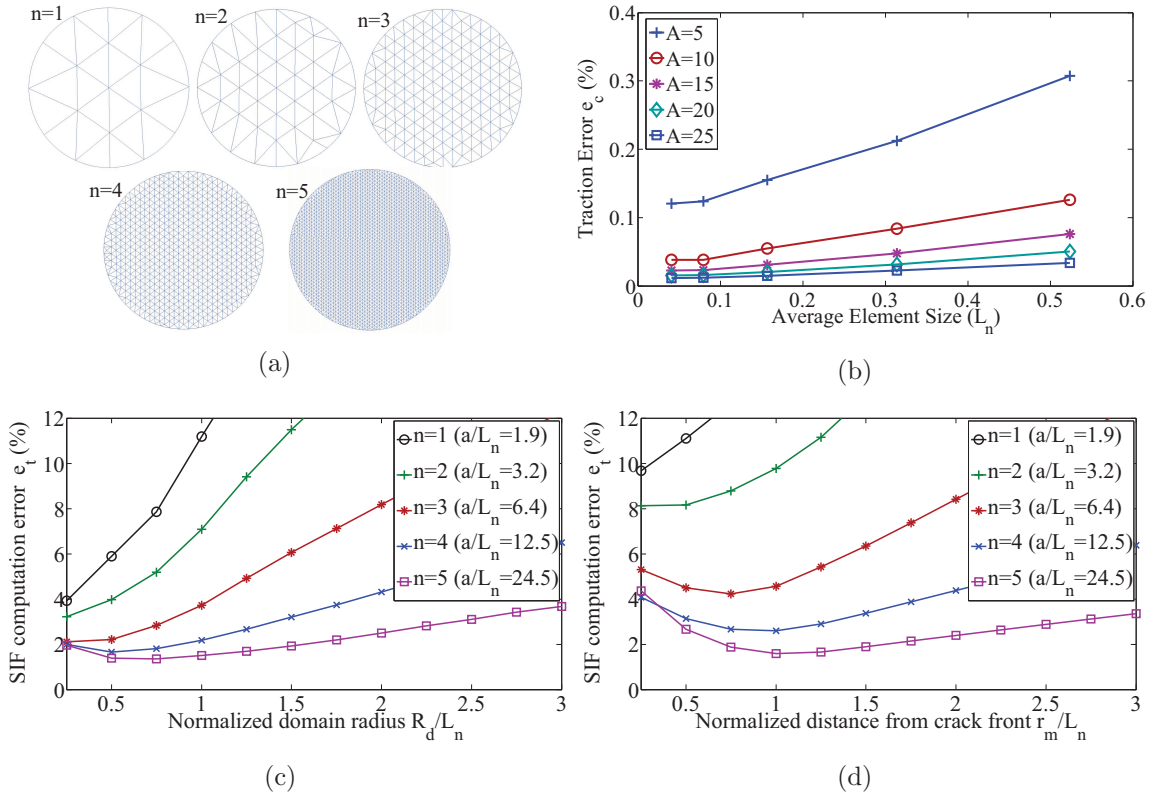 n=1
n=2
n=3
n=4
n=5
(a)
Traction Error e_c (%)
0.4
0.3
0.2
0.1
0
A=5
A=10
A=15
A=20
A=25
0 0.1 0.2 0.3 0.4 0.5 0.6
Average Element Size (L_n)
(b)
SIF computation error e_t (%)
12
10
8
6
4
2
0
n=1 (a/L_n=1.9)
n=2 (a/L_n=3.2)
n=3 (a/L_n=6.4)
n=4 (a/L_n=12.5)
n=5 (a/L_n=24.5)
0.5 1 1.5 2 2.5 3
Normalized domain radius R_d/L_n
(c)
SIF computation error e_t (%)
12
10
8
6
4
2
0
n=1 (a/L_n=1.9)
n=2 (a/L_n=3.2)
n=3 (a/L_n=6.4)
n=4 (a/L_n=12.5)
n=5 (a/L_n=24.5)
0.5 1 1.5 2 2.5 3
Normalized distance from crack front r_m/L_n
(d)